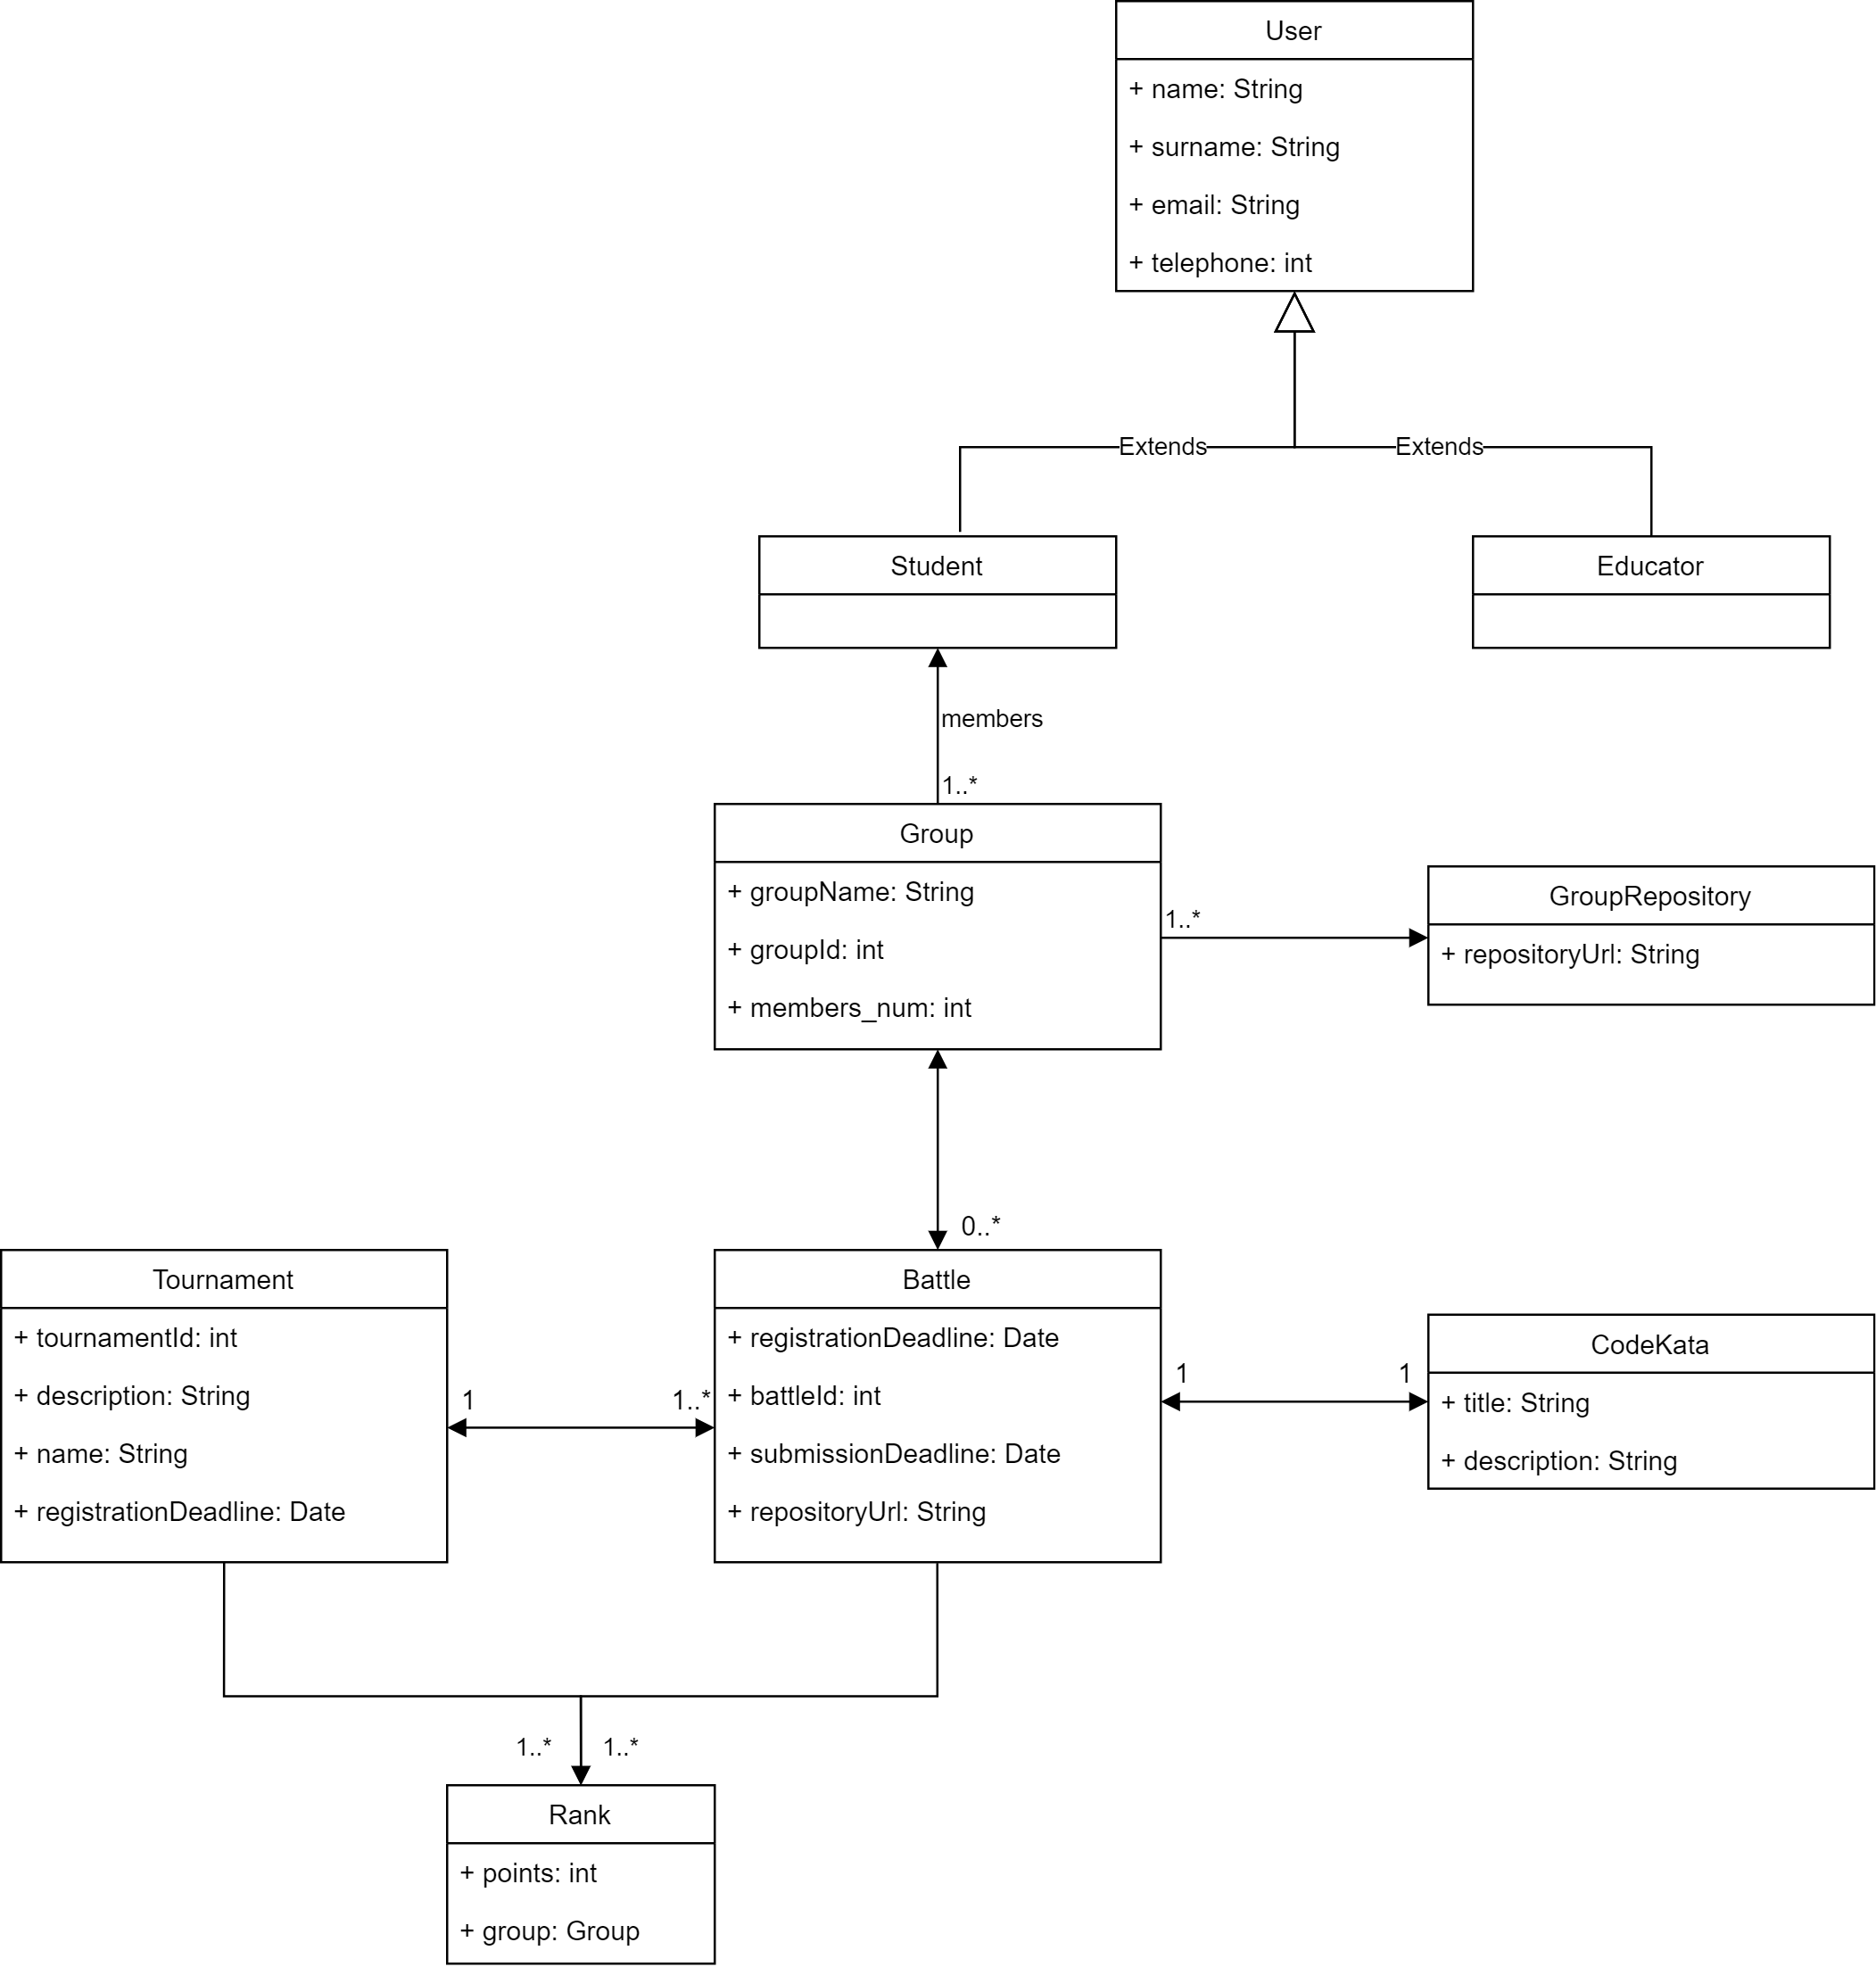 User
+ name: String
+ surname: String
+ email: String
+ telephone: int
Extends
Extends
Student
Educator
members
1..*
Group
+ groupName: String
+ groupId: int
+ members_num: int
1..*
GroupRepository
+ repositoryUrl: String
0..*
Tournament
+ tournamentId: int
+ description: String
+ name: String
+ registrationDeadline: Date
1
1..*
Battle
+ registrationDeadline: Date
+ battleId: int
+ submissionDeadline: Date
+ repositoryUrl: String
1
1
CodeKata
+ title: String
+ description: String
1..*
1..*
Rank
+ points: int
+ group: Group